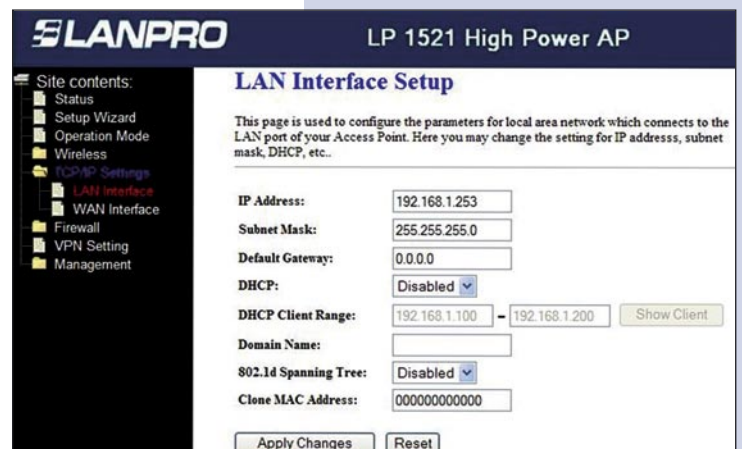 LANPRO
LP 1521 High Power AP
Site contents:
Status
Setup Wizard
Operation Mode
Wireless
TCP/IP Settings
LAN Interface
WAN Interface
Firewall
VPN Setting
Management
LAN Interface Setup
This page is used to configure the parameters for local area network which connects to the
LAN port of your Access Point. Here you may change the setting for IP addresss, subnet
mask, DHCP, etc..
IP Address: 192.168.1.253
Subnet Mask: 255.255.255.0
Default Gateway: 0.0.0.0
DHCP: Disabled
DHCP Client Range: 192.168.1.100 - 192.168.1.200 Show Client
Domain Name:
802.1d Spanning Tree: Disabled
Clone MAC Address: 000000000000
Apply Changes Reset